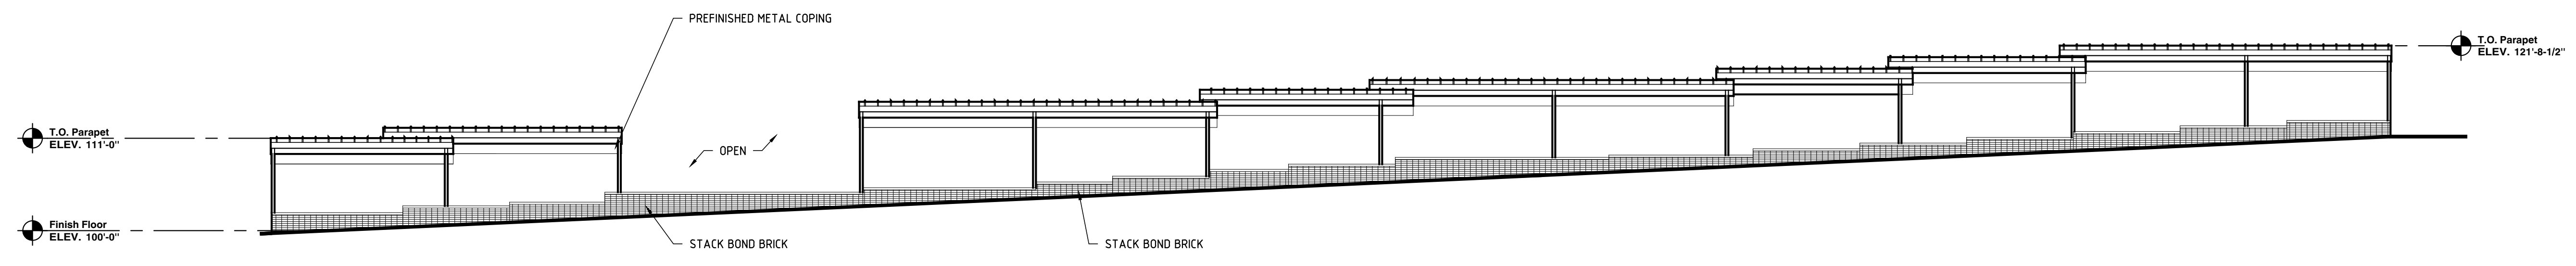 PREFINISHED METAL COPING
T.O. Parapet
ELEV. 121'-8-1/2"
T.O. Parapet
ELEV. 111'-0"
OPEN
Finish Floor
ELEV. 100'-0"
STACK BOND BRICK
STACK BOND BRICK